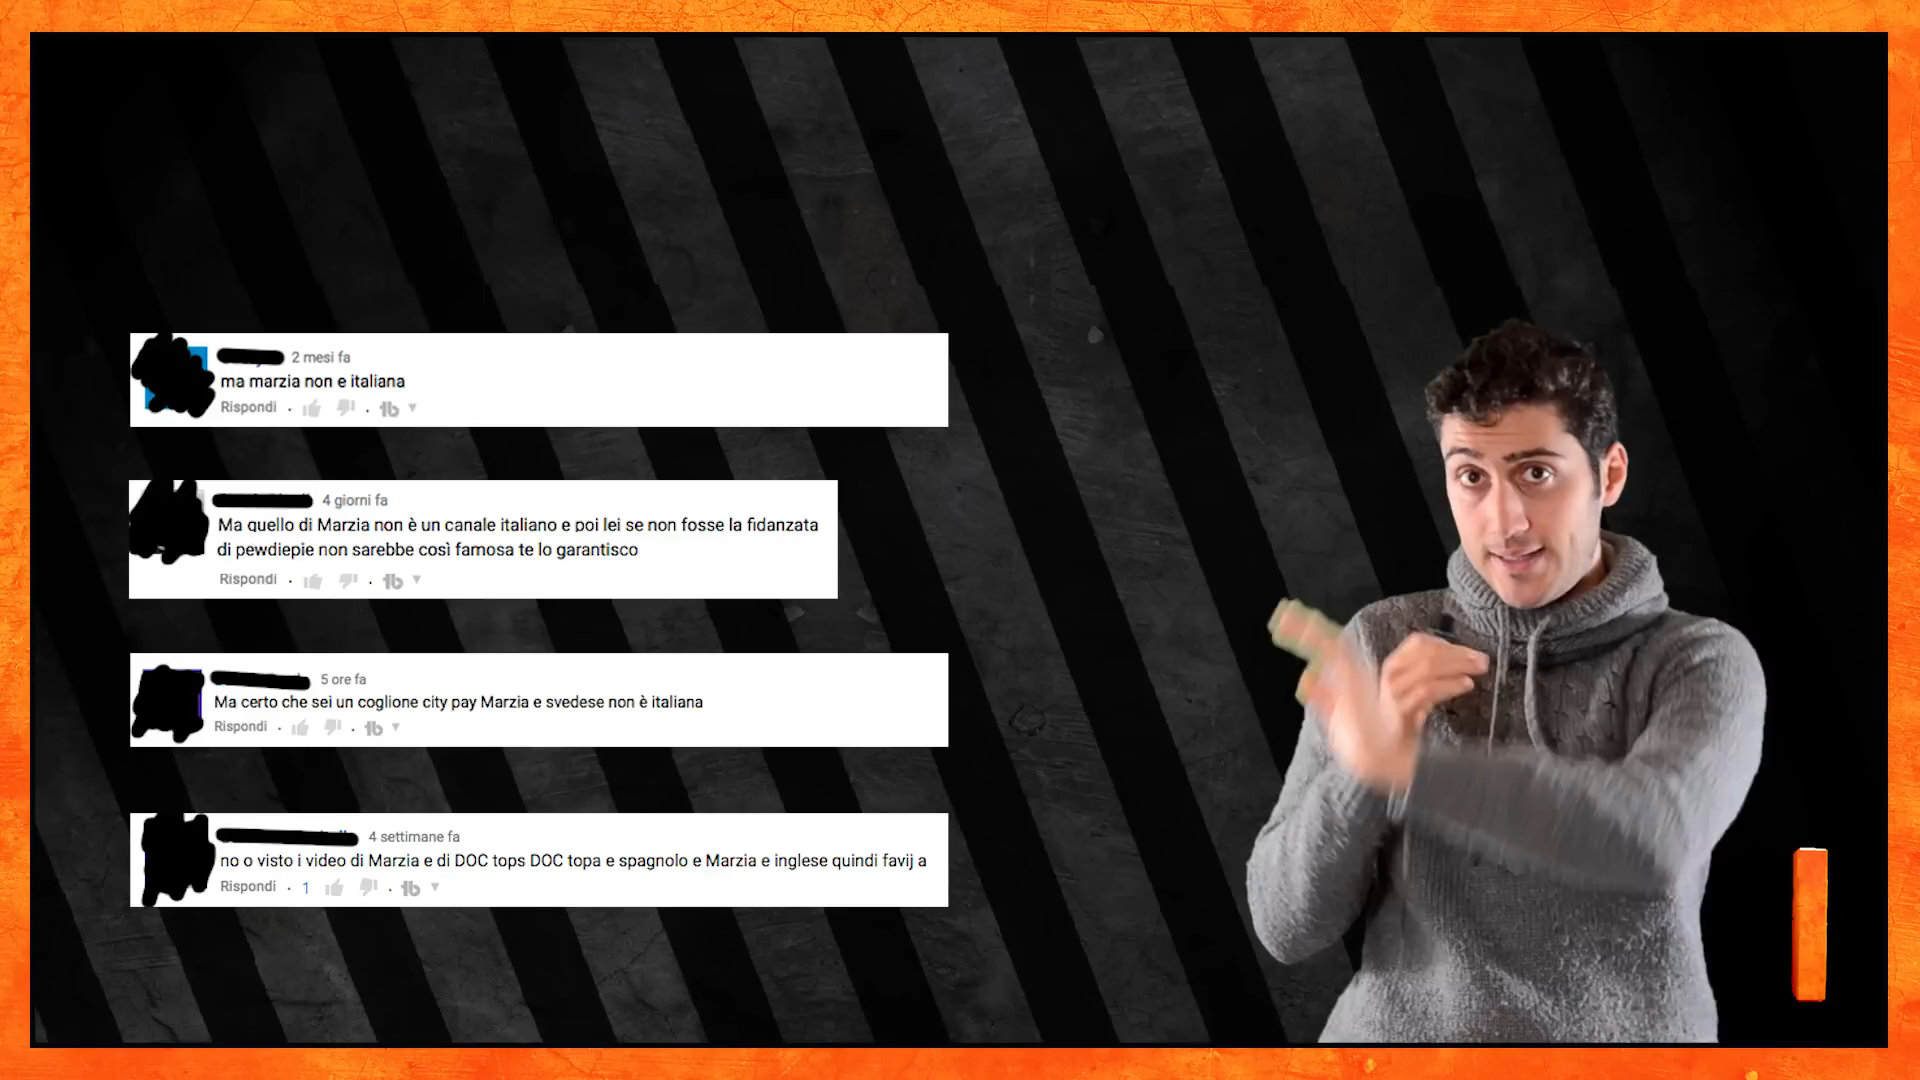 2 mesi fa
ma marzia non e italiana
Rispondi
4 giorni fa
Ma quello di Marzia non è un canale italiano e poi lei se non fosse la fidanzata
di pewdiepie non sarebbe così famosa te lo garantisco
Rispondi
5 ore fa
Ma certo che sei un coglione city pay Marzia e svedese non è italiana
Rispondi
4 settimane fa
no o visto i video di Marzia e di DOC tops DOC topa e spagnolo e Marzia e inglese quindi favij a
Rispondi · 1